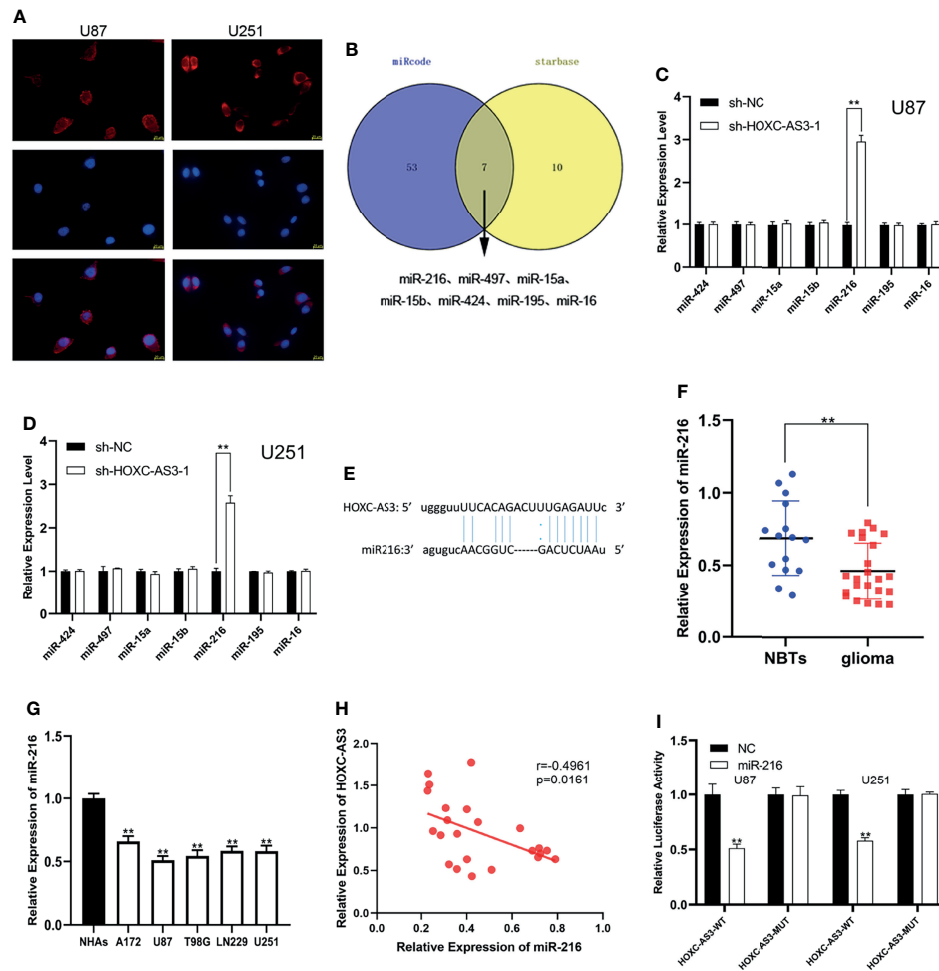 A
U87
U251
B
miRcode
starbase
53
7
10
miR-216、miR-497、miR-15a、
miR-15b、miR-424、miR-195、miR-16
C
sh-NC
sh-HOXC-AS3-1
U87
**
Relative Expression Level
4
3
2
1
0
miR-424
miR-497
miR-15a
miR-15b
miR-216
miR-195
miR-16
D
sh-NC
sh-HOXC-AS3-1
U251
**
Relative Expression Level
4
3
2
1
0
miR-424
miR-497
miR-15a
miR-15b
miR-216
miR-195
miR-16
E
HOXC-AS3: 5’ uggguuUUCACAGACUUUGAGAUUc 3’
miR216:3’ agugucAACGGUC------GACUCUAAu 5’
F
**
Relative Expression of miR-216
1.5
1.0
0.5
0.0
NBTs
glioma
G
Relative Expression of miR-216
1.5
1.0
0.5
0.0
** ** ** ** **
NHAs A172 U87 T98G LN229 U251
H
Relative Expression of HOXC-AS3
2.0
1.5
1.0
0.5
0.0
r=-0.4961
p=0.0161
0.0 0.2 0.4 0.6 0.8 1.0
Relative Expression of miR-216
I
NC
miR-216
U87
U251
** **
Relative Luciferase Activity
1.5
1.0
0.5
0.0
HOXC-AS3-WT
HOXC-AS3-MUT
HOXC-AS3-WT
HOXC-AS3-MUT